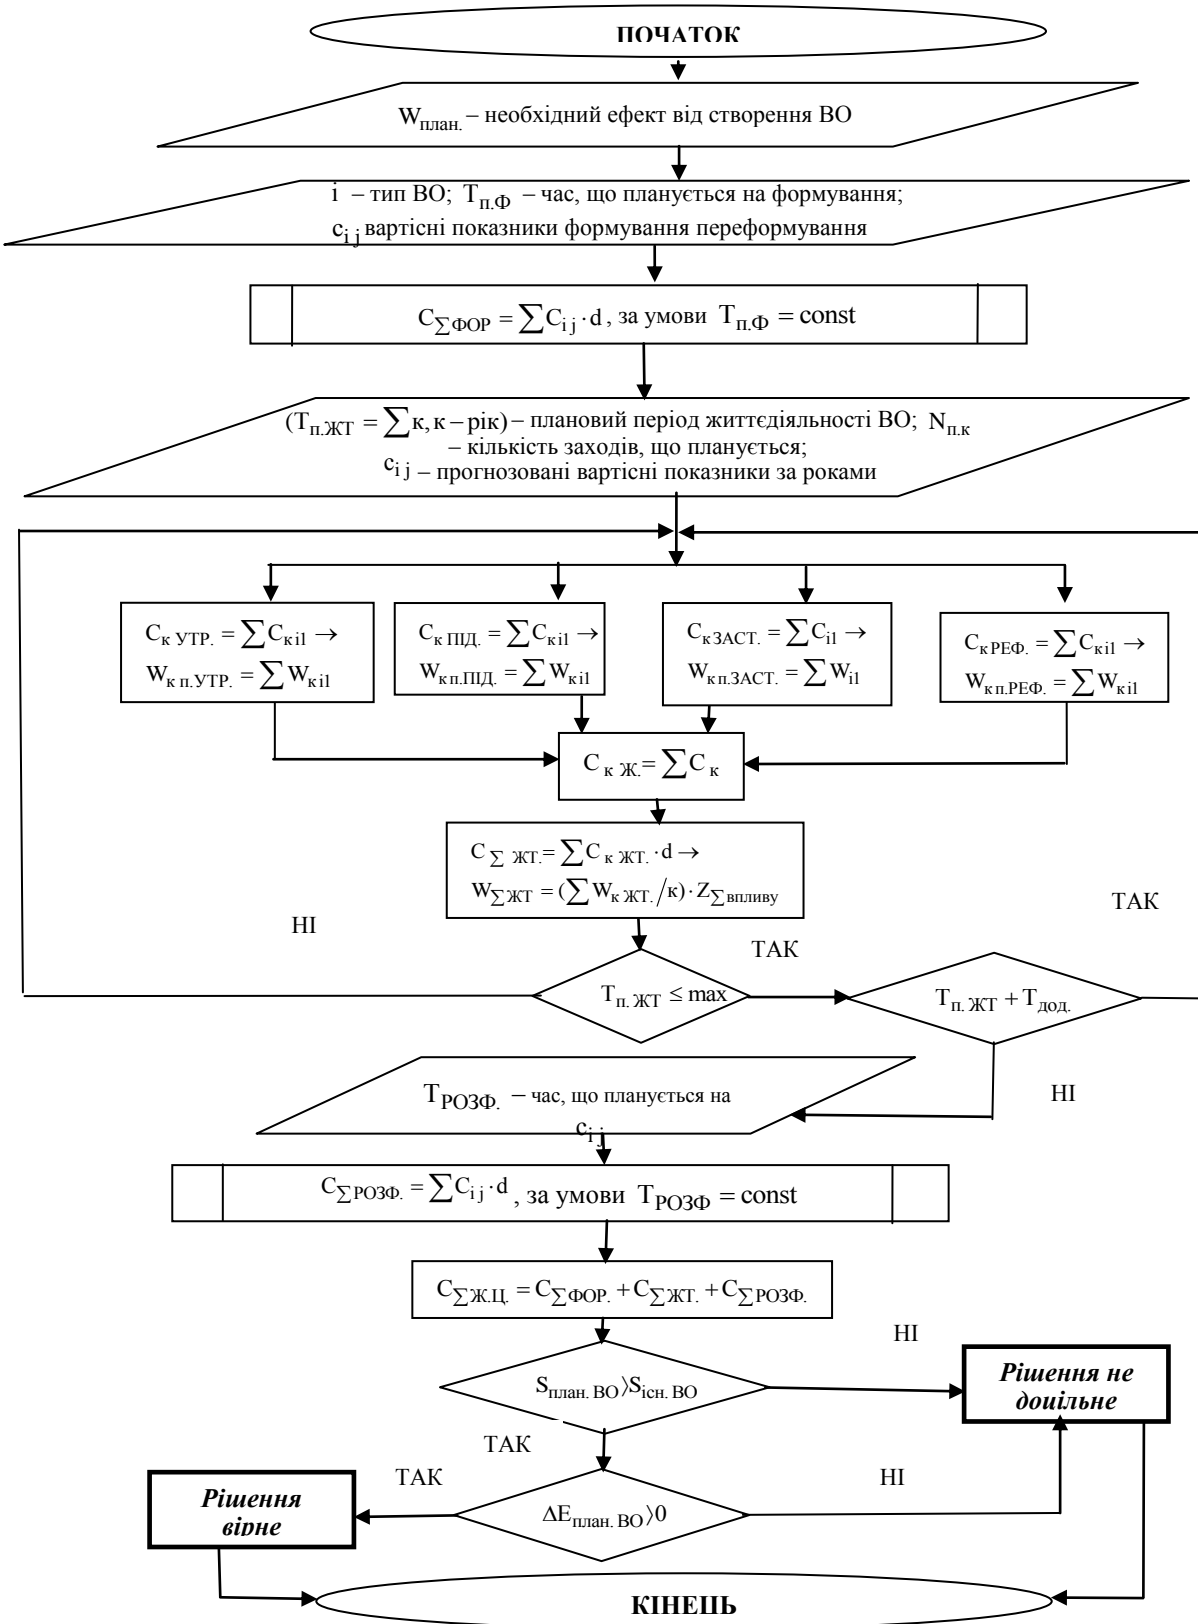 ПОЧАТОК
W план. – необхідний ефект від створення ВО
i – тип ВО; T п.Ф – час, що планується на формування;
c i j вартісні показники формування переформування
C ∑ФОР = ∑ C i j · d , за умови T п.Ф = const
(T п.ЖТ = ∑ к, к – рік) – плановий період життєдіяльності ВО; N п.к
– кількість заходів, що планується;
c i j – прогнозовані вартісні показники за роками
C к УТР. = ∑ C к i l →
W к п.УТР. = ∑ W к i l
C к ПІД. = ∑ C к i l →
W к п.ПІД. = ∑ W к i l
C к ЗАСТ. = ∑ C i l →
W к п.ЗАСТ. = ∑ W i l
C к РЕФ. = ∑ C к i l →
W к п.РЕФ. = ∑ W к i l
C к Ж. = ∑ C к
C ∑ ЖТ. = ∑ C к ЖТ. · d →
W ∑ЖТ = (∑ W к ЖТ. / к) · Z ∑впливу
НІ
ТАК
ТАК
T п. ЖТ ≤ max
T п. ЖТ + T дод.
НІ
T РОЗФ. – час, що планується на
c i j
C ∑РОЗФ. = ∑ C i j · d , за умови T РОЗФ = const
C ∑Ж.Ц. = C ∑ФОР. + C ∑ЖТ. + C ∑РОЗФ.
НІ
S план. ВО 〉 S існ. ВО
Рішення не
доцільне
ТАК
ТАК
НІ
Рішення
вірне
ΔE план. ВО 〉 0
КІНЕЦЬ